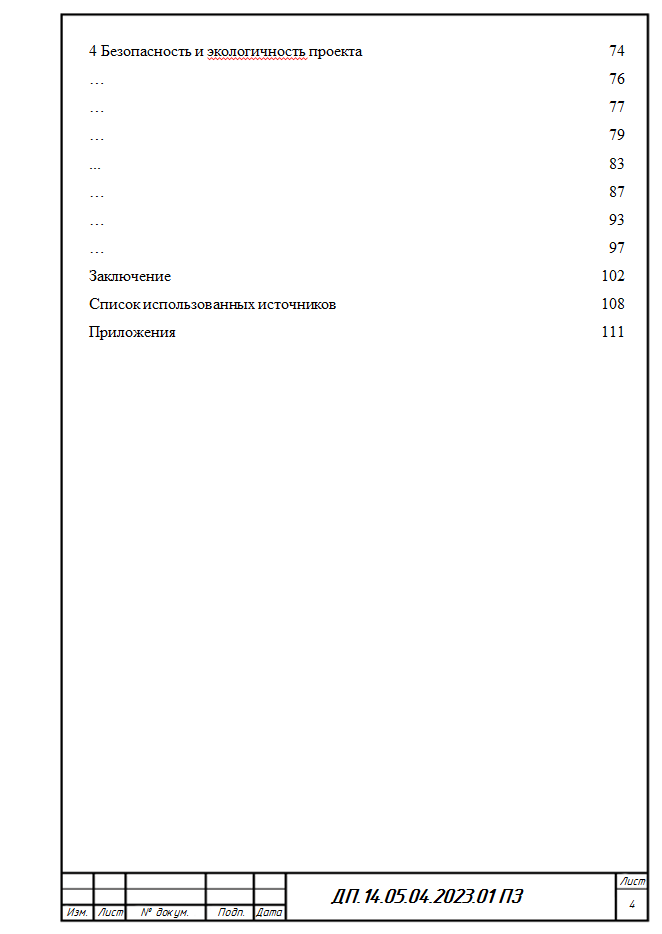 4 Безопасность и экологичность проекта 74
… 76
… 77
… 79
... 83
… 87
… 93
… 97
Заключение 102
Список использованных источников 108
Приложения 111
Лист
ДП.14.05.04.2023.01 ПЗ
4
Изм. Лист № докум. Подп. Дата